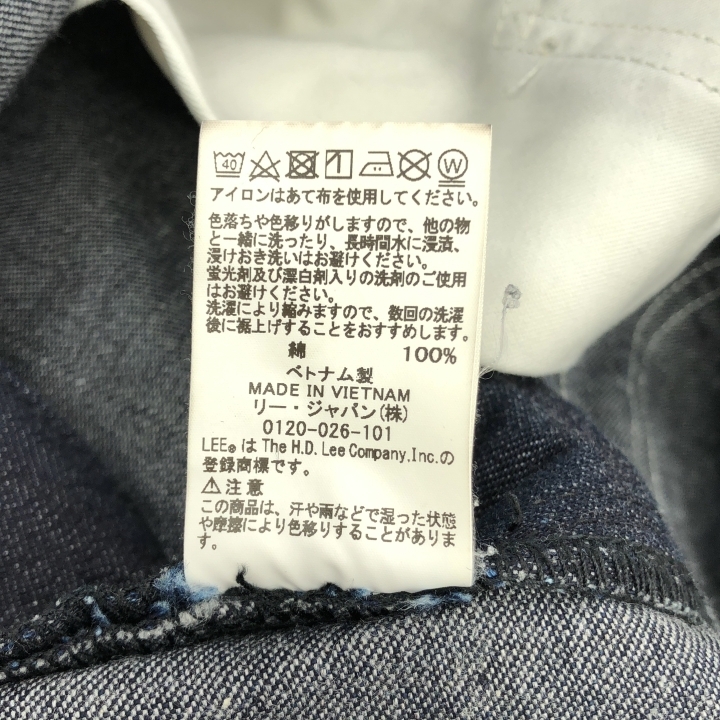 40 W
アイロンはあて布を使用してください。
色落ちや色移りがしますので、他の物
と一緒に洗ったり、長時間水に浸漬、
浸けおき洗いはお避けください。
蛍光剤及び漂白剤入りの洗剤のご使用
はお避けください。
洗濯により縮みますので、数回の洗濯
後に裾上げすることをおすすめします。
綿 100%
ベトナム製
MADE IN VIETNAM
リー・ジャパン(株)
0120-026-101
LEE® は The H.D. Lee Company,Inc.の
登録商標です。
⚠注意
この商品は、汗や雨などで湿った状態
や摩擦により色移りすることがありま
す。